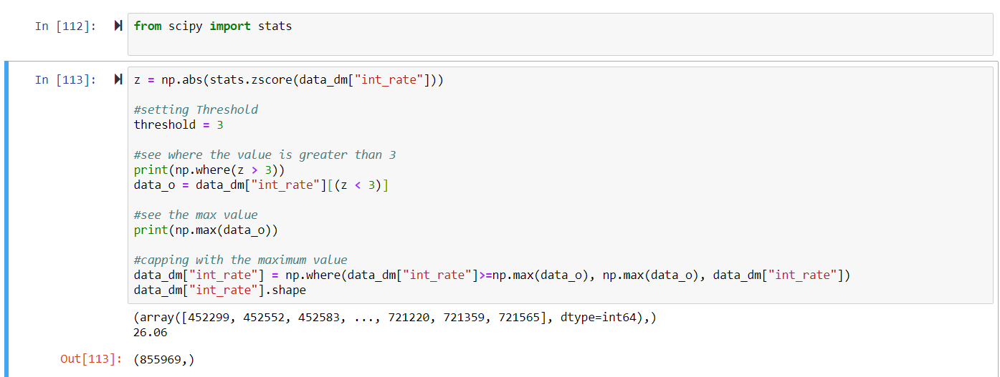 In [112]: from scipy import stats
In [113]: z = np.abs(stats.zscore(data_dm["int_rate"]))
#setting Threshold
threshold = 3
#see where the value is greater than 3
print(np.where(z > 3))
data_o = data_dm["int_rate"][(z < 3)]
#see the max value
print(np.max(data_o))
#capping with the maximum value
data_dm["int_rate"] = np.where(data_dm["int_rate"]>=np.max(data_o), np.max(data_o), data_dm["int_rate"])
data_dm["int_rate"].shape
(array([452299, 452552, 452583, ..., 721220, 721359, 721565], dtype=int64),)
26.06
Out[113]: (855969,)